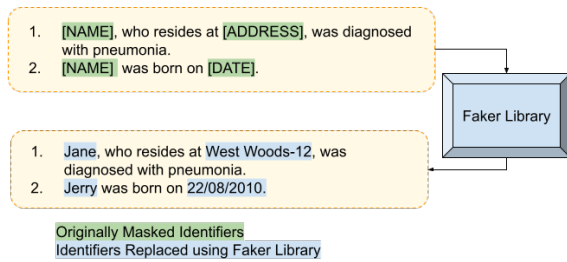 1. [NAME], who resides at [ADDRESS], was diagnosed
with pneumonia.
2. [NAME] was born on [DATE].
Faker Library
1. Jane, who resides at West Woods-12, was
diagnosed with pneumonia.
2. Jerry was born on 22/08/2010.
Originally Masked Identifiers
Identifiers Replaced using Faker Library